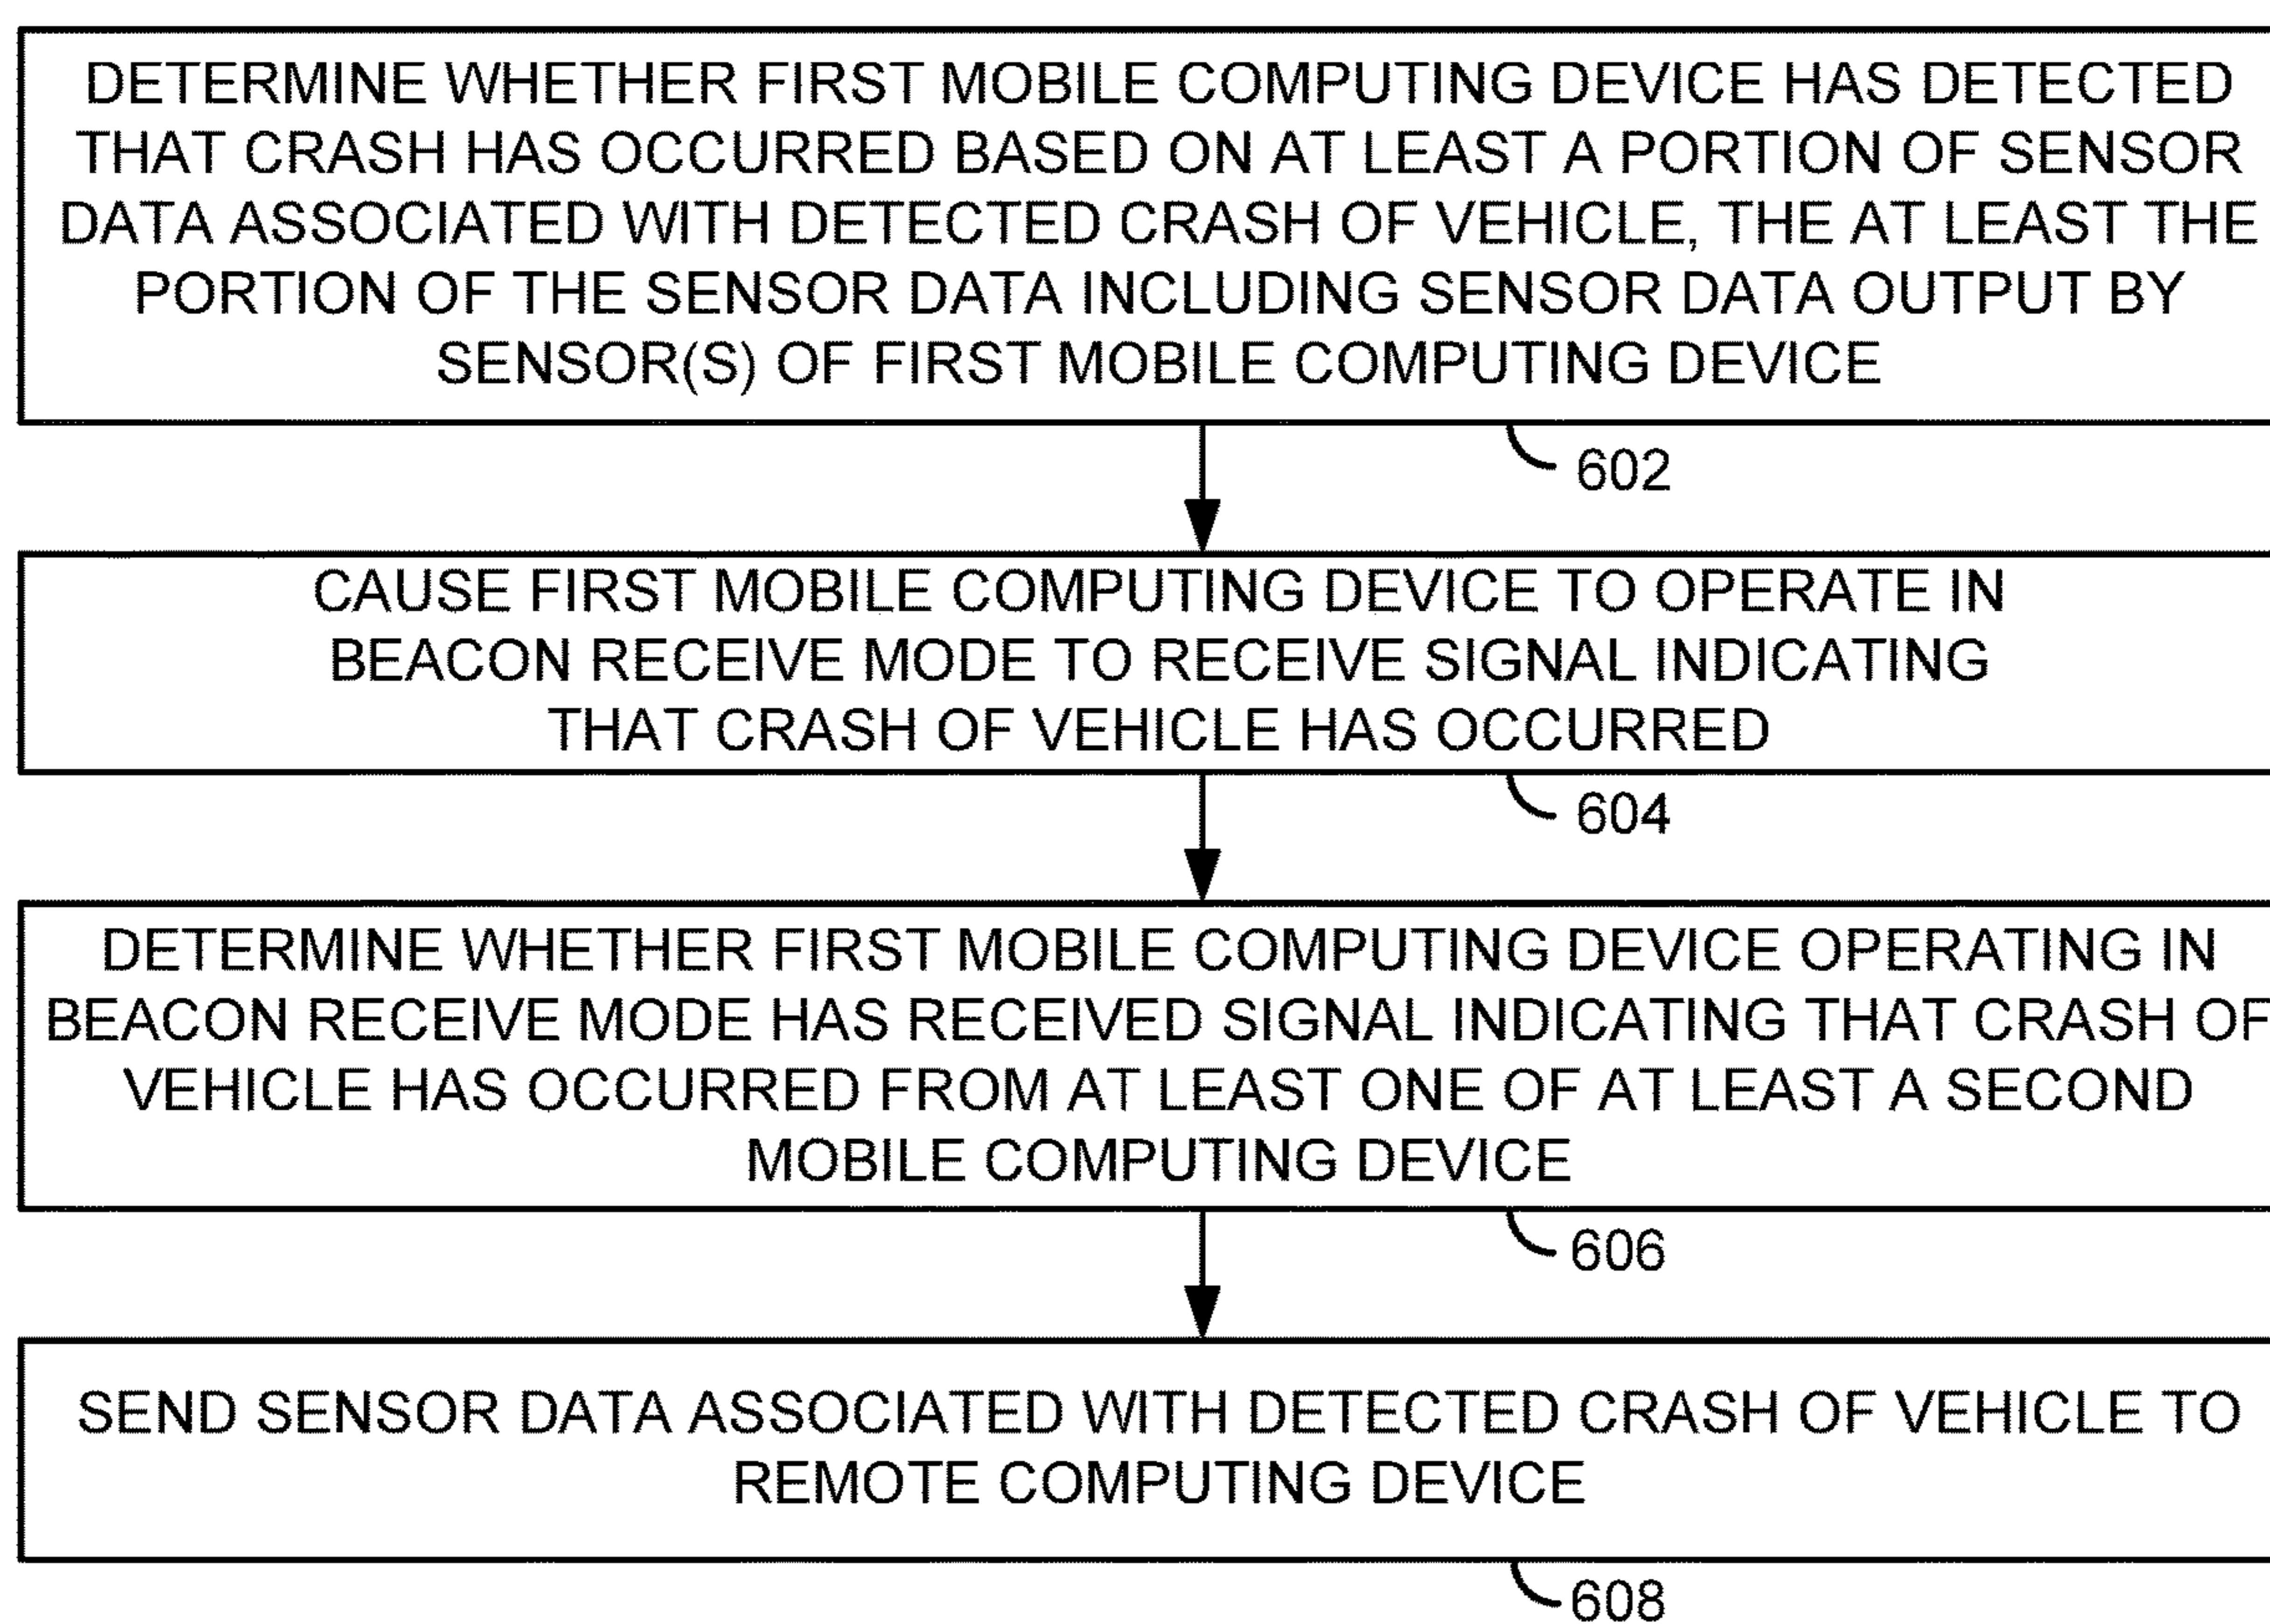 DETERMINE WHETHER FIRST MOBILE COMPUTING DEVICE HAS DETECTED
THAT CRASH HAS OCCURRED BASED ON AT LEAST A PORTION OF SENSOR
DATA ASSOCIATED WITH DETECTED CRASH OF VEHICLE, THE AT LEAST THE
PORTION OF THE SENSOR DATA INCLUDING SENSOR DATA OUTPUT BY
SENSOR(S) OF FIRST MOBILE COMPUTING DEVICE
602
CAUSE FIRST MOBILE COMPUTING DEVICE TO OPERATE IN
BEACON RECEIVE MODE TO RECEIVE SIGNAL INDICATING
THAT CRASH OF VEHICLE HAS OCCURRED
604
DETERMINE WHETHER FIRST MOBILE COMPUTING DEVICE OPERATING IN
BEACON RECEIVE MODE HAS RECEIVED SIGNAL INDICATING THAT CRASH OF
VEHICLE HAS OCCURRED FROM AT LEAST ONE OF AT LEAST A SECOND
MOBILE COMPUTING DEVICE
606
SEND SENSOR DATA ASSOCIATED WITH DETECTED CRASH OF VEHICLE TO
REMOTE COMPUTING DEVICE
608